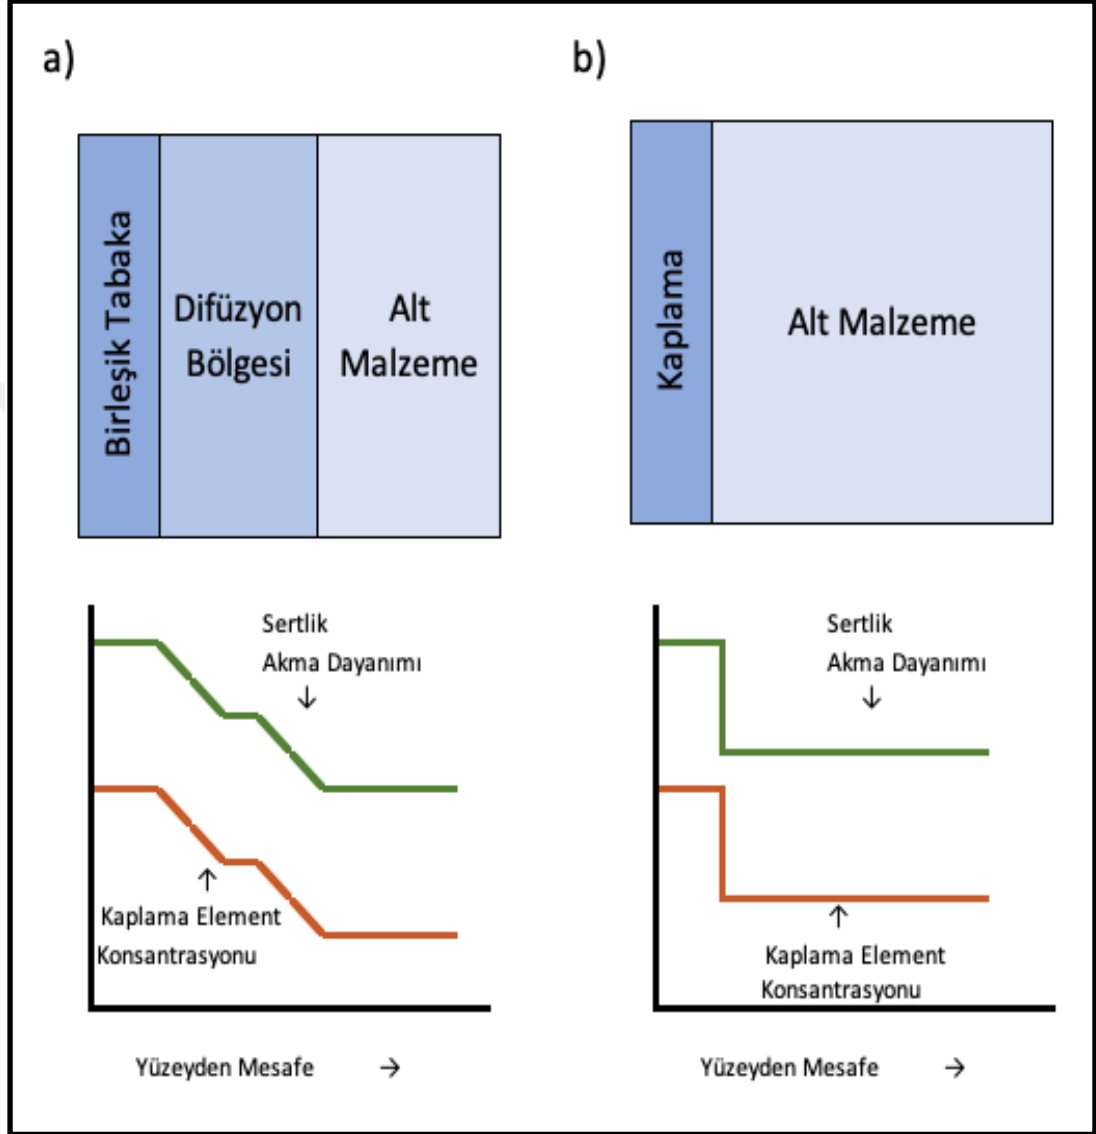 a)
Birleşik Tabaka
Difüzyon
Bölgesi
Alt
Malzeme
Sertlik
Akma Dayanımı
↓
↑
Kaplama Element
Konsantrasyonu
Yüzeyden Mesafe →
b)
Kaplama
Alt Malzeme
Sertlik
Akma Dayanımı
↓
↑
Kaplama Element
Konsantrasyonu
Yüzeyden Mesafe →